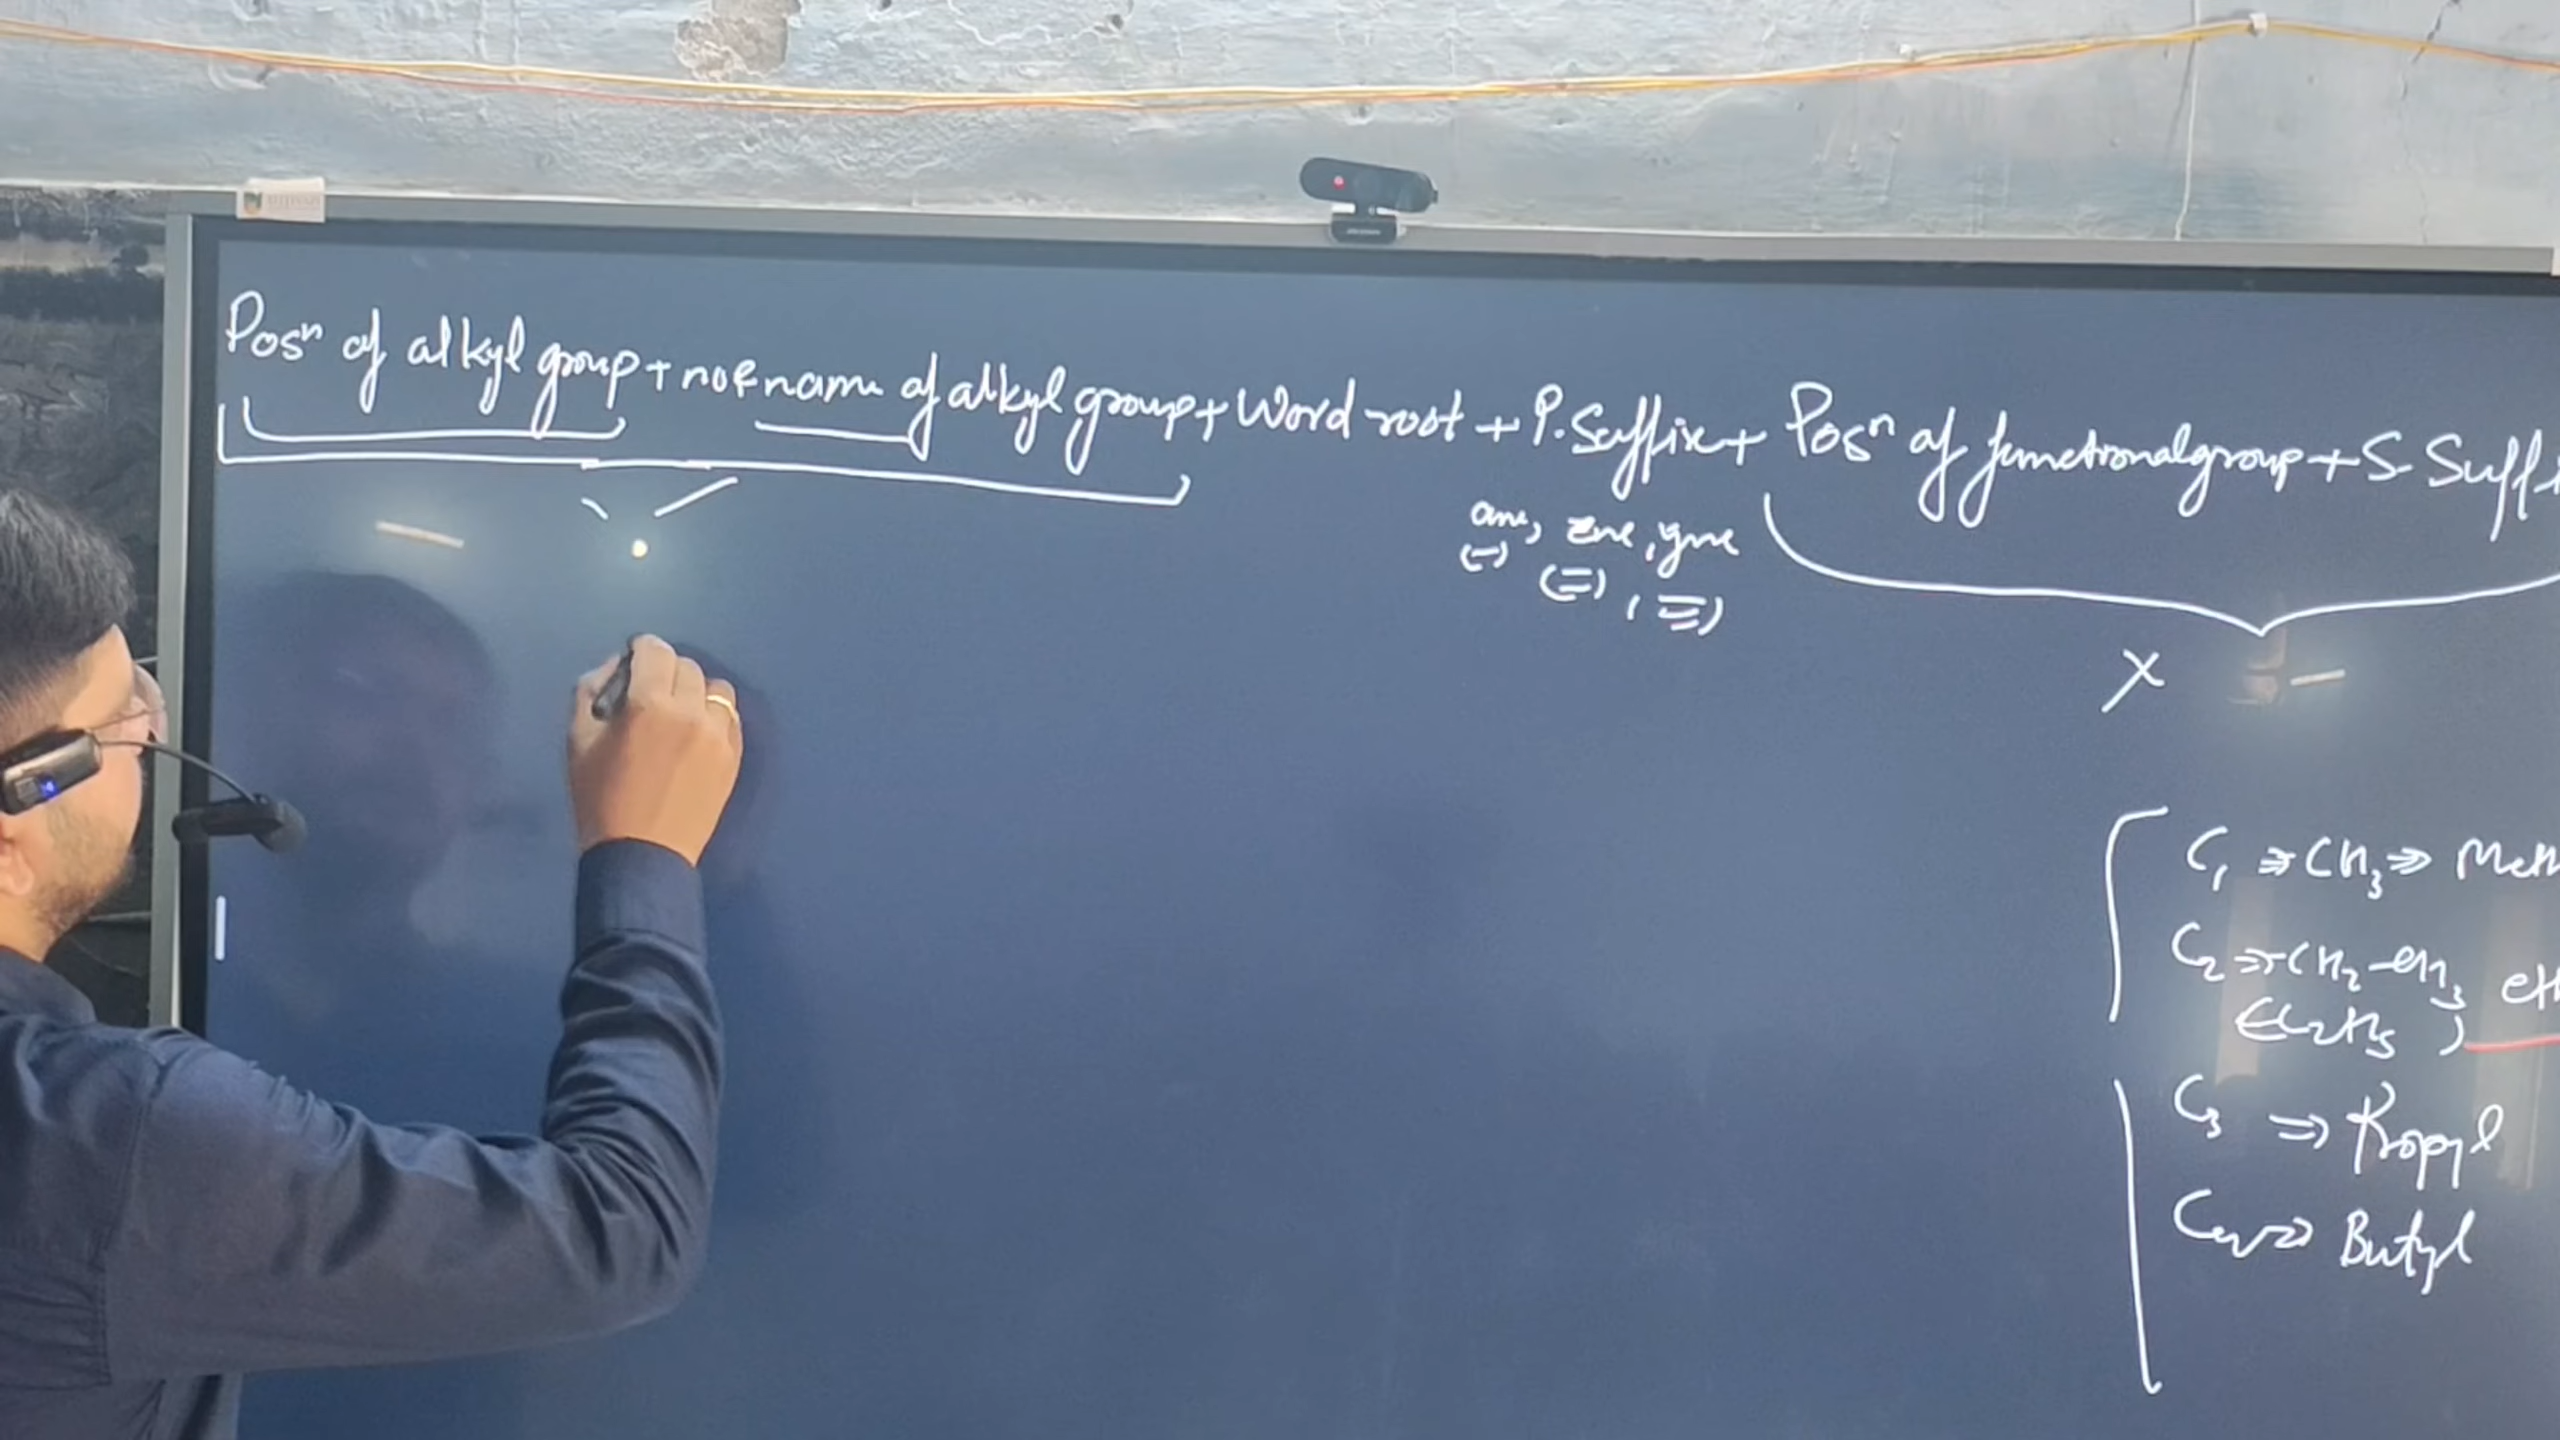 Posn of alkyl group + no & name of alkyl group + Word root + P. Suffix + Posn of functional group + S. Suffi
ane, ene, yne
(-) (=), (≡)
X
C1 ⇒ CH3 ⇒ Meth
C2 ⇒ CH2-CH3 eth
(C2H5)
C3 ⇒ Propyl
C4 ⇒ Butyl